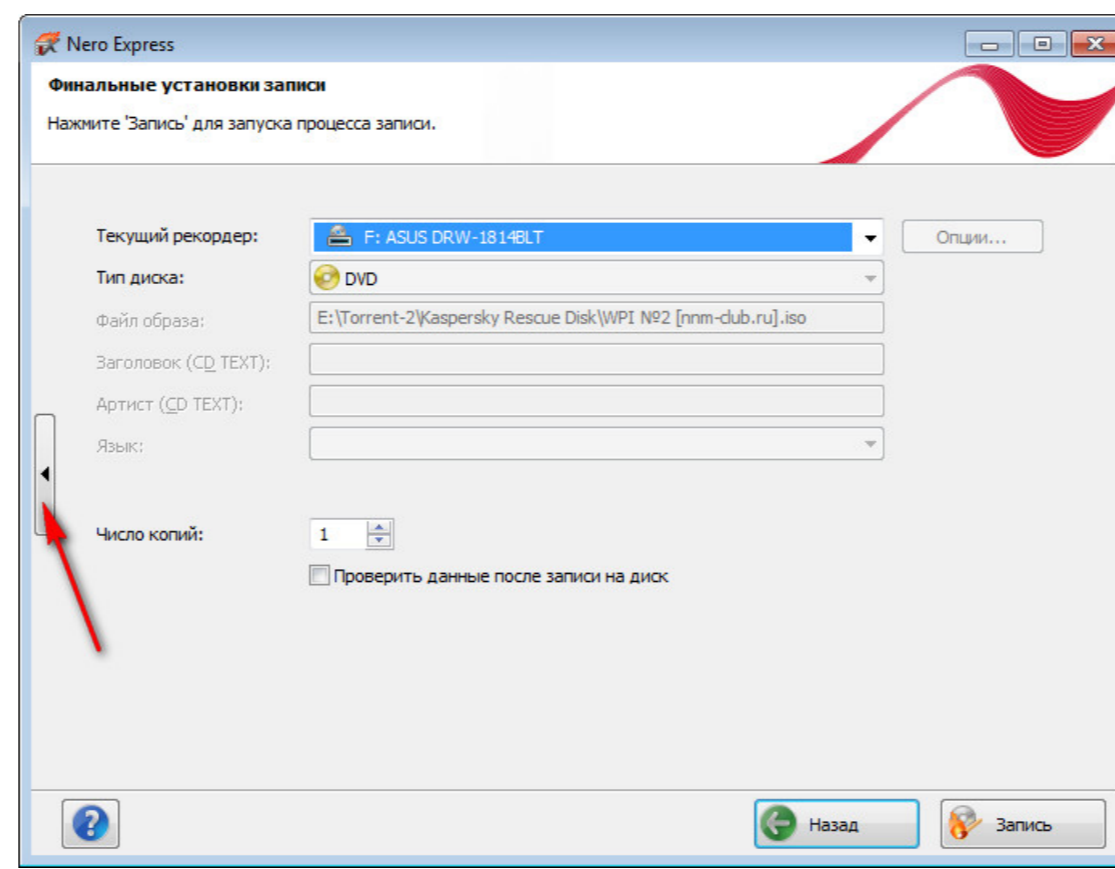 Nero Express
Финальные установки записи
Нажмите 'Запись' для запуска процесса записи.
Текущий рекордер: F: ASUS DRW-1814BLT Опции...
Тип диска: DVD
Файл образа: E:\Torrent-2\Kaspersky Rescue Disk\WPI №2 [nnm-club.ru].iso
Заголовок (CD TEXT):
Артист (CD TEXT):
Язык:
Число копий: 1
Проверить данные после записи на диск
Назад Запись